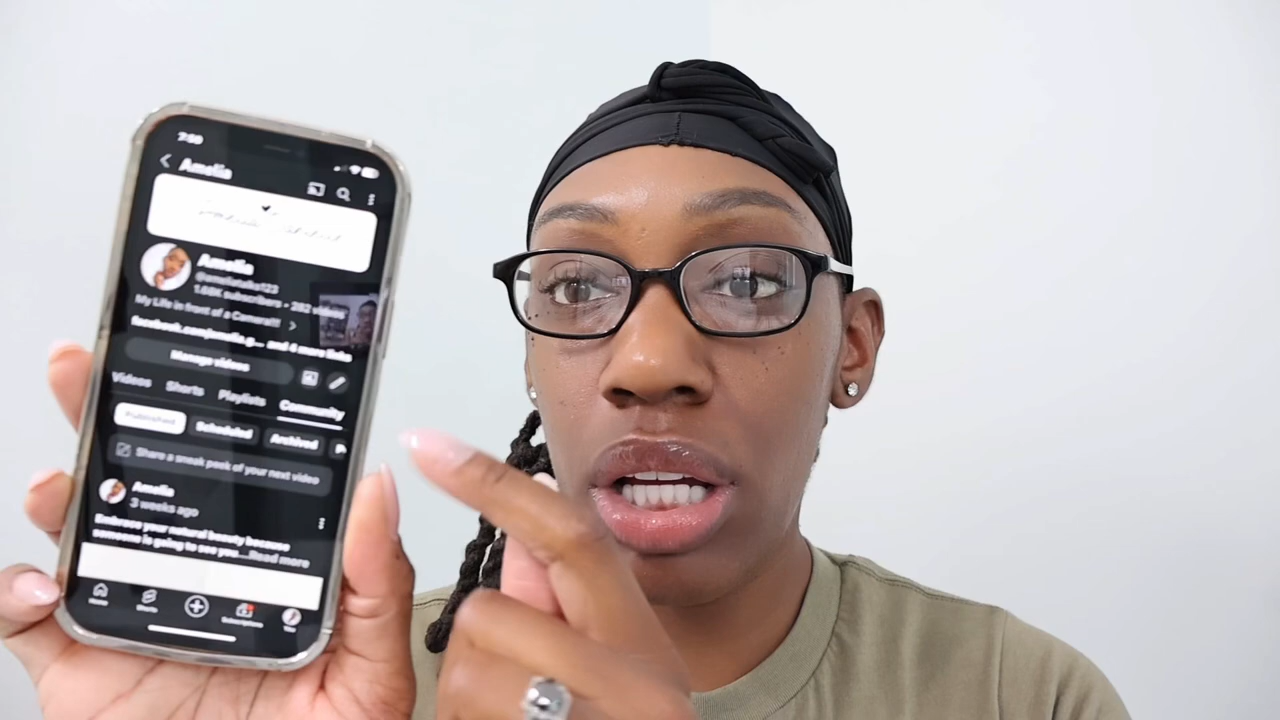 7:50
Amelia
Amelia
@ameliatalks123
1.68K subscribers • 282 videos
My Life in front of a Camera!!!
and 4 more links
Manage videos
Videos Shorts Playlists Community
Published Scheduled Archived P
Share a sneak peek of your next video
Amelia
3 weeks ago
Embrace your natural beauty because
someone is going to see you...Read more
Home Shorts Subscriptions You